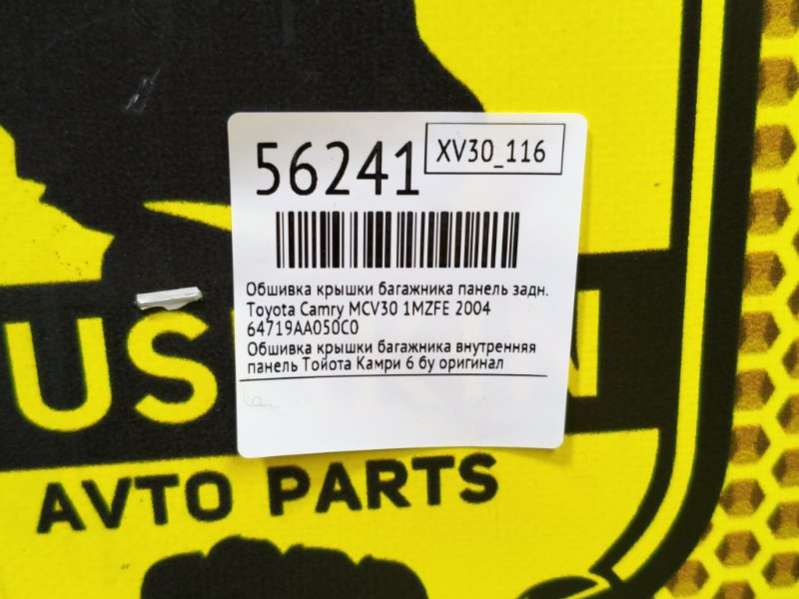 56241
XV30_116
Обшивка крышки багажника панель задн.
Toyota Camry MCV30 1MZFE 2004
64719AA050C0
Обшивка крышки багажника внутренняя
панель Тойота Камри 6 бу оригинал
AVTO PARTS